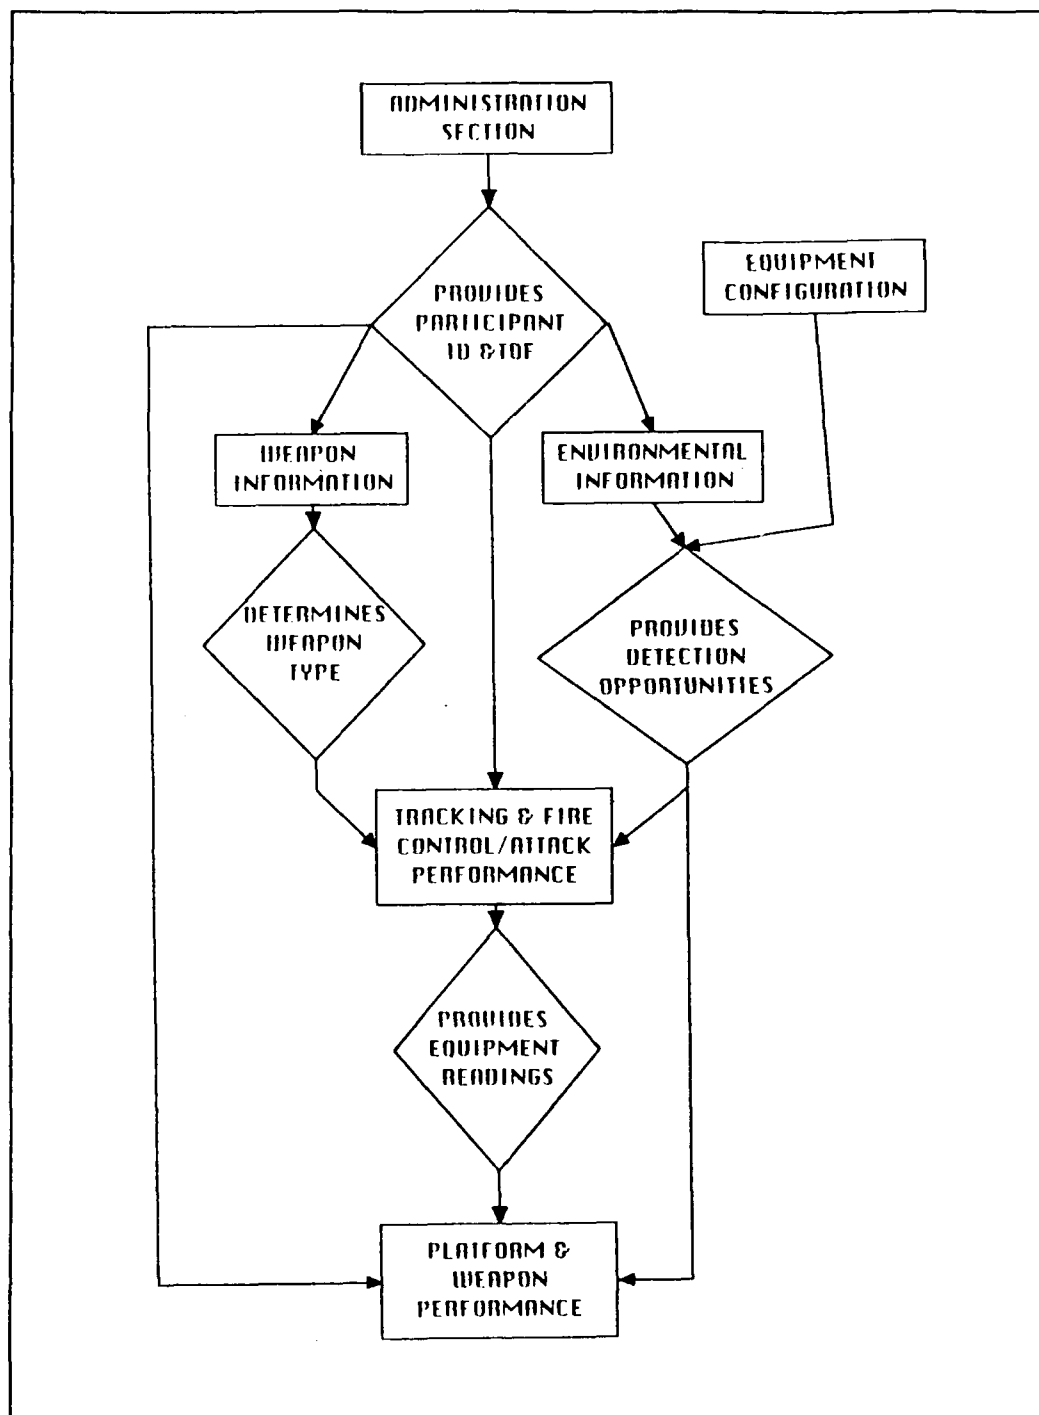 ADMINISTRATION
SECTION
PROVIDES
PARTICIPANT
ID &TOF
EQUIPMENT
CONFIGURATION
WEAPON
INFORMATION
ENVIRONMENTAL
INFORMATION
DETERMINES
WEAPON
TYPE
PROVIDES
DETECTION
OPPORTUNITIES
TRACKING & FIRE
CONTROL/ATTACK
PERFORMANCE
PROVIDES
EQUIPMENT
READINGS
PLATFORM &
WEAPON
PERFORMANCE